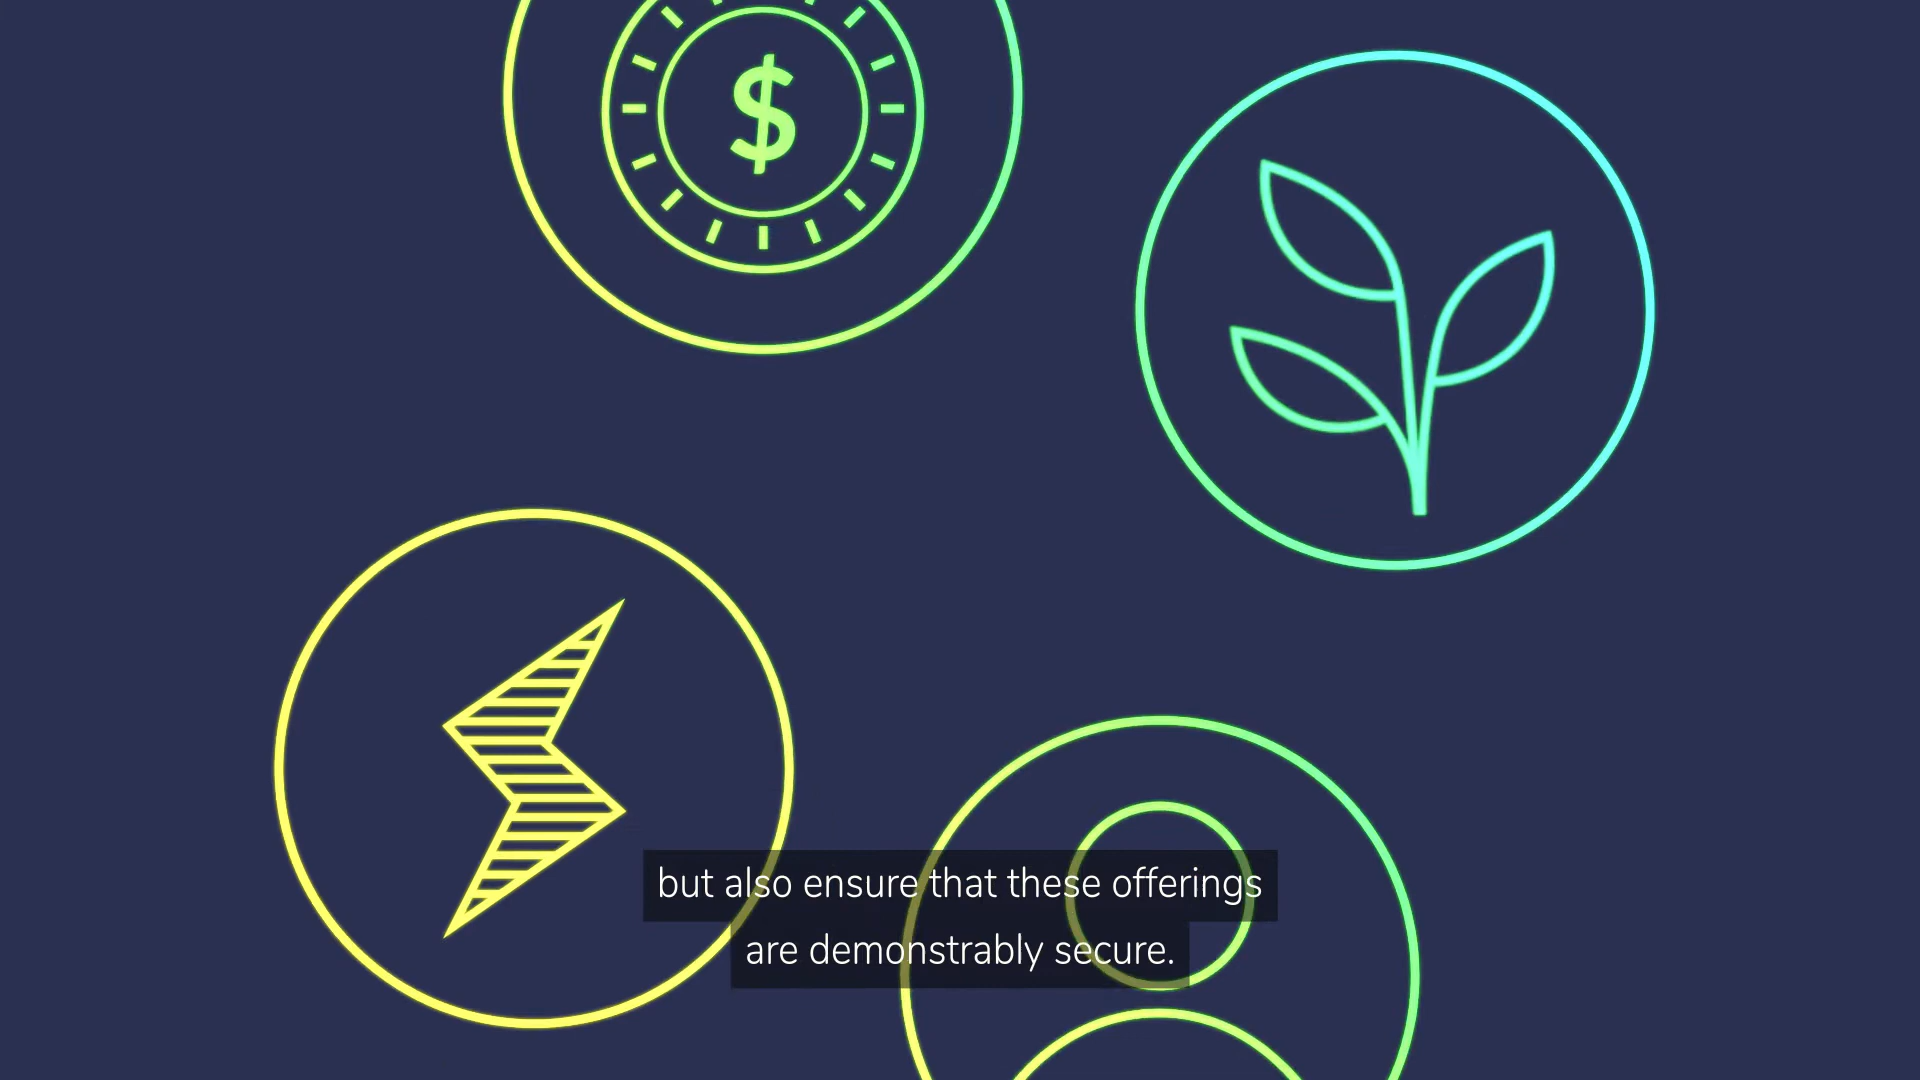 $
but also ensure that these offerings
are demonstrably secure.